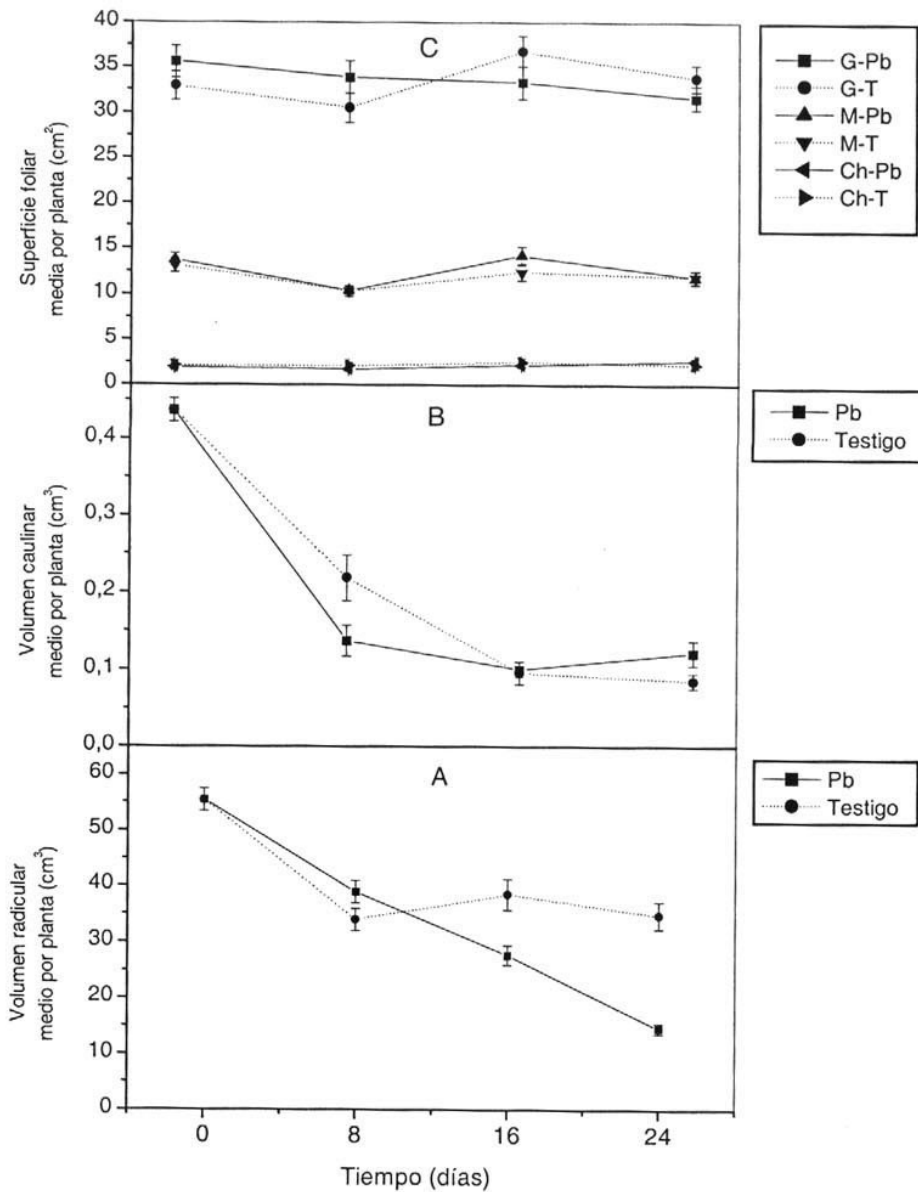 C
40
35
30
25
20
15
10
5
0
Superficie foliar
media por planta (cm²)
G-Pb
G-T
M-Pb
M-T
Ch-Pb
Ch-T
B
0,4
0,3
0,2
0,1
0,0
Volumen caulinar
medio por planta (cm³)
Pb
Testigo
A
60
50
40
30
20
10
0
Volumen radicular
medio por planta (cm³)
Pb
Testigo
0 8 16 24
Tiempo (días)